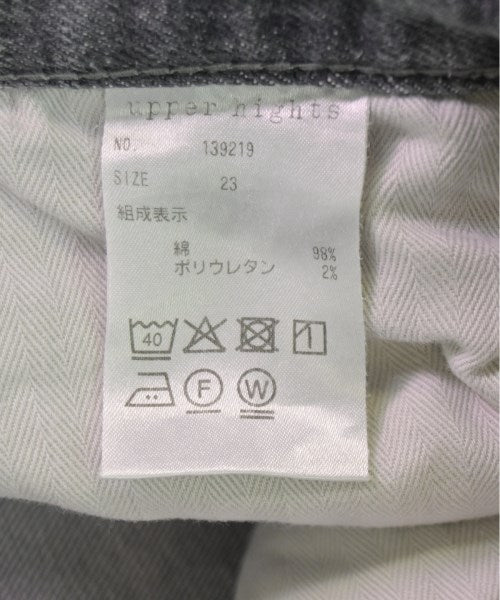 upper hights
NO. 139219
SIZE 23
組成表示
綿 98%
ポリウレタン 2%
40
F W